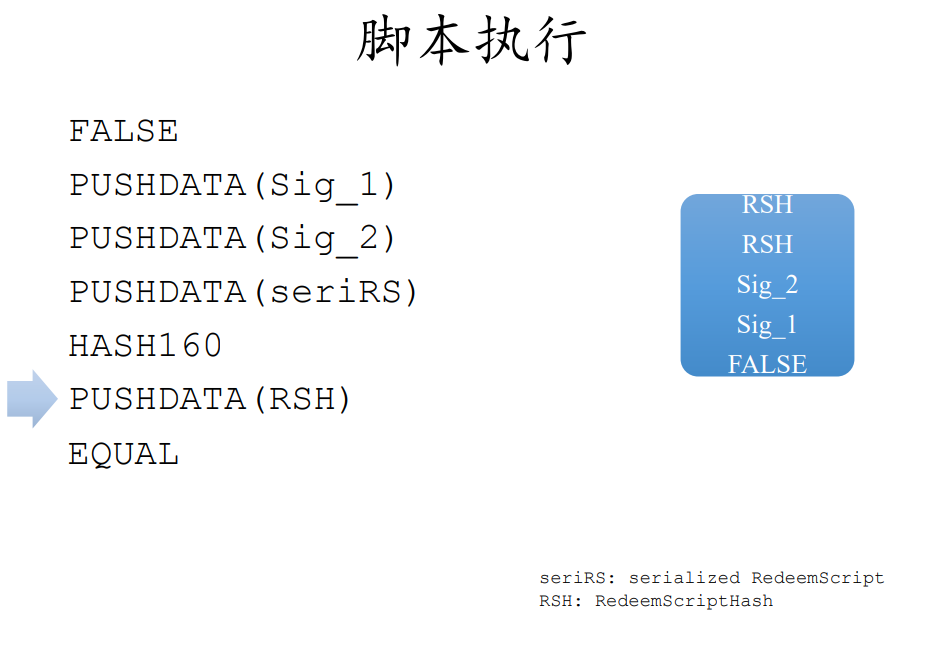 脚本执行
FALSE
PUSHDATA(Sig_1)
PUSHDATA(Sig_2)
PUSHDATA(seriRS)
HASH160
PUSHDATA(RSH)
EQUAL
RSH
RSH
Sig_2
Sig_1
FALSE
seriRS: serialized RedeemScript
RSH: RedeemScriptHash